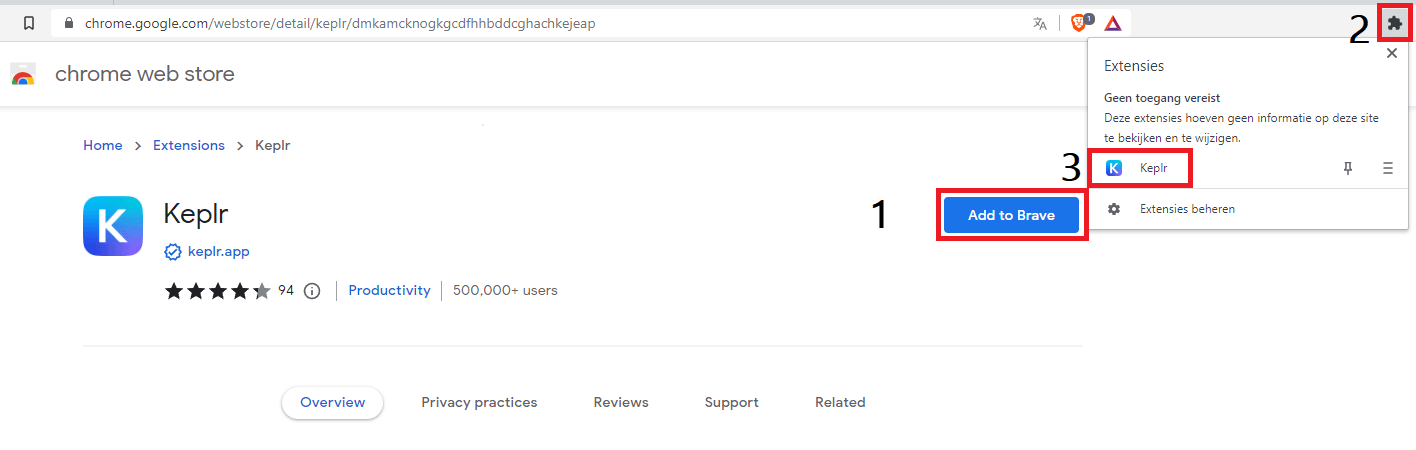 chrome.google.com/webstore/detail/keplr/dmkamcknogkgcdfhhbddcghachkejeap
1
2
chrome web store
Extensies
Geen toegang vereist
Deze extensies hoeven geen informatie op deze site
te bekijken en te wijzigen.
Home > Extensions > Keplr
3
K Keplr
Extensies beheren
K
Keplr
1
Add to Brave
keplr.app
94 Productivity 500,000+ users
Overview Privacy practices Reviews Support Related